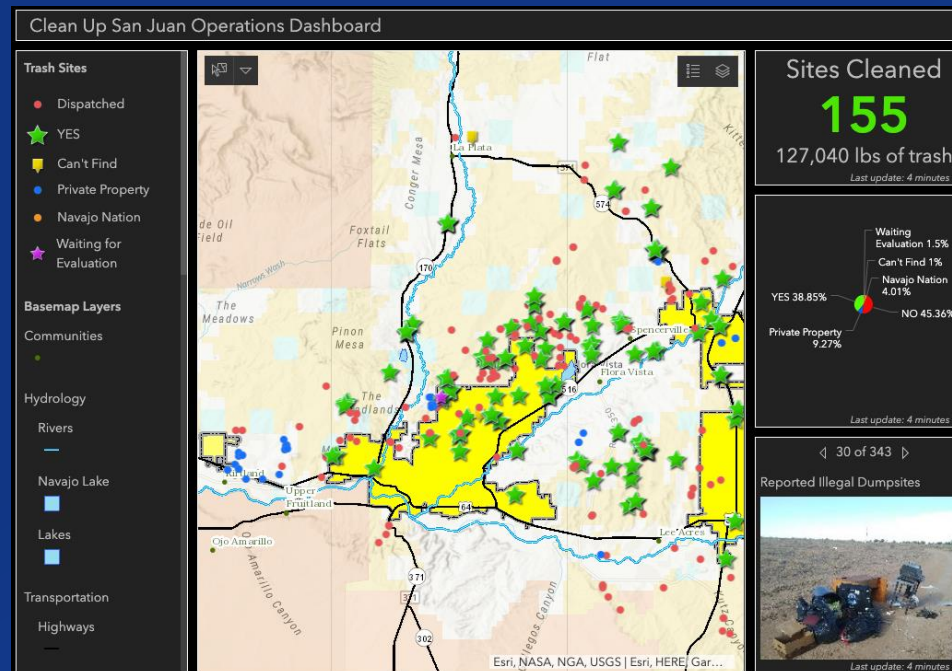 Clean Up San Juan Operations Dashboard
Trash Sites
Dispatched
YES
Can't Find
Private Property
Navajo Nation
Waiting for
Evaluation
Basemap Layers
Communities
Hydrology
Rivers
Navajo Lake
Lakes
Transportation
Highways
Flat
La Plata
Conger Mesa
574
de Oil
Field
Foxtail
Flats
170
Narrows Wash
The
Meadows
Pinon
Mesa
Spencerville
Flora Vista
516
The
Upper
Fruitland
64
Lee Acres
Ojo Amarillo
Ojo Amarillo Canyon
371
302
llegos Canyon
Esri, NASA, NGA, USGS | Esri, HERE, Gar...
Sites Cleaned
155
127,040 lbs of trash
Last update: 4 minutes
Waiting
Evaluation 1.5%
Can't Find 1%
Navajo Nation
4.01%
YES 38.85%
NO 45.36%
Private Property
9.27%
Last update: 4 minutes
30 of 343
Reported Illegal Dumpsites
Last update: 4 minutes